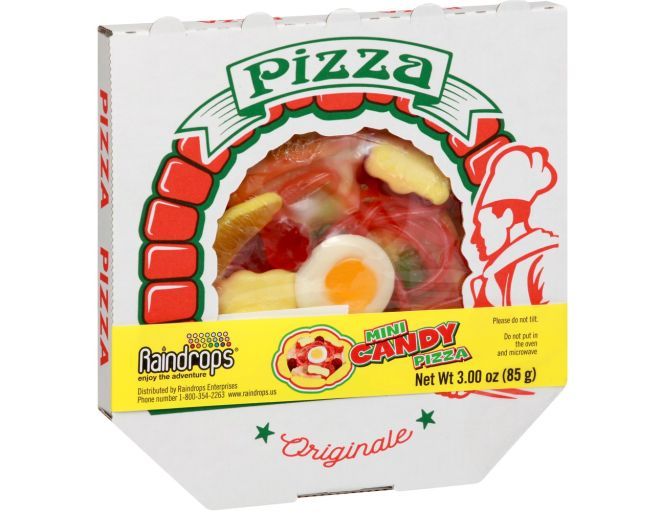 PIZZA
PIZZA
PIZZA
Raindrops®
enjoy the adventure
Distributed by Raindrops Enterprises
Phone number 1-800-354-2263 www.raindrops.us
MINI
CANDY
PIZZA
Net Wt 3.00 oz (85 g)
Please do not tilt.
Do not put in
the oven
and microwave
Originale